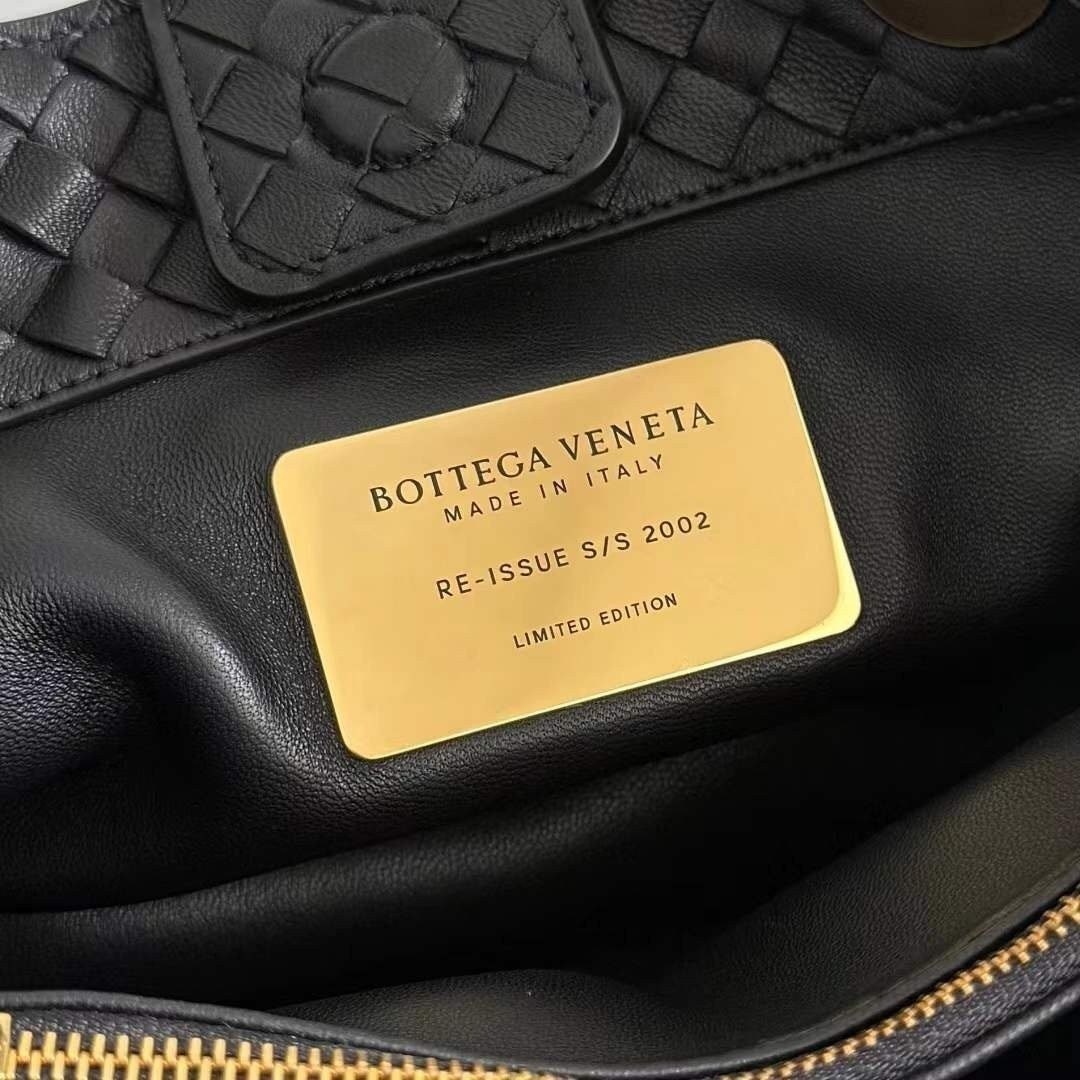 BOTTEGA VENETA
MADE IN ITALY
RE-ISSUE S/S 2002
LIMITED EDITION